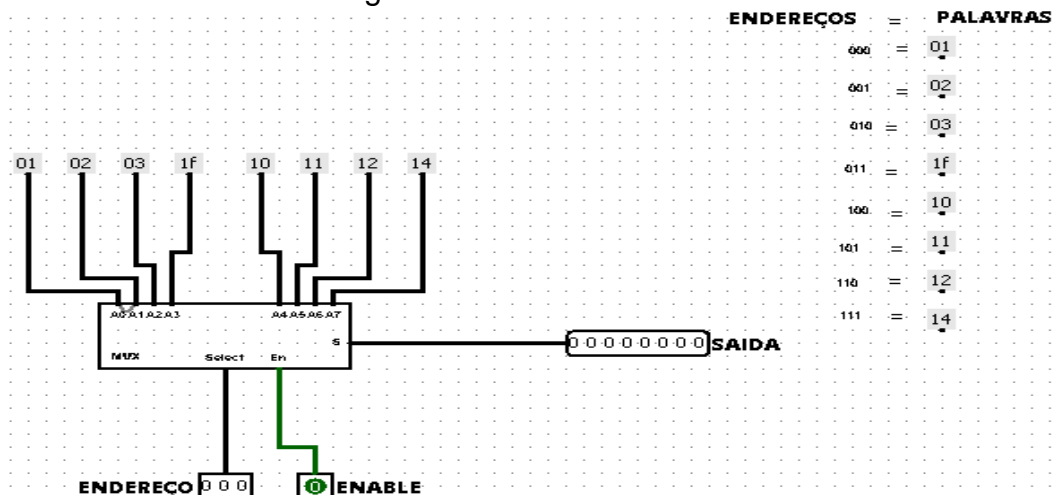 ENDEREÇOS = PALAVRAS
000 = 01
001 = 02
010 = 03
01 02 03 1f 10 11 12 14
011 = 1f
100 = 10
101 = 11
110 = 12
111 = 14
A0 A1 A2 A3 A4 A5 A6 A7
S
0 0 0 0 0 0 0 0 SAIDA
MUX Select En
ENDEREÇO 0 0 0 0 ENABLE